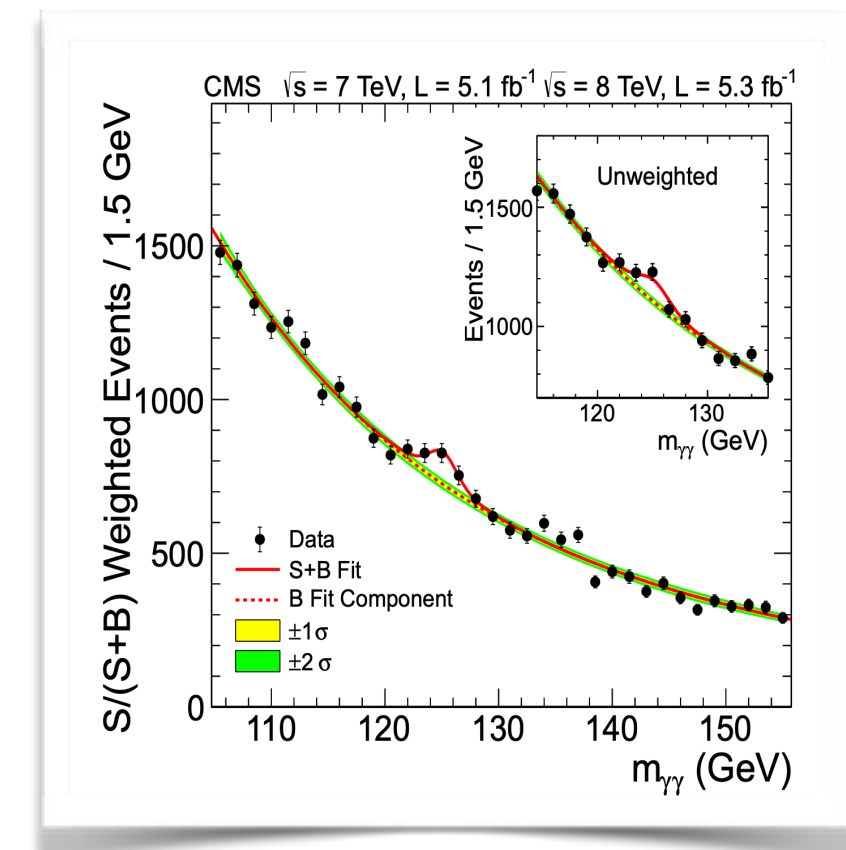 CMS √s = 7 TeV, L = 5.1 fb⁻¹ √s = 8 TeV, L = 5.3 fb⁻¹
S/(S+B) Weighted Events / 1.5 GeV
1500
1000
500
0
110 120 130 140 150
mγγ (GeV)
Data
S+B Fit
B Fit Component
±1 σ
±2 σ
Unweighted
Events / 1.5 GeV
1500
1000
120 130
mγγ (GeV)